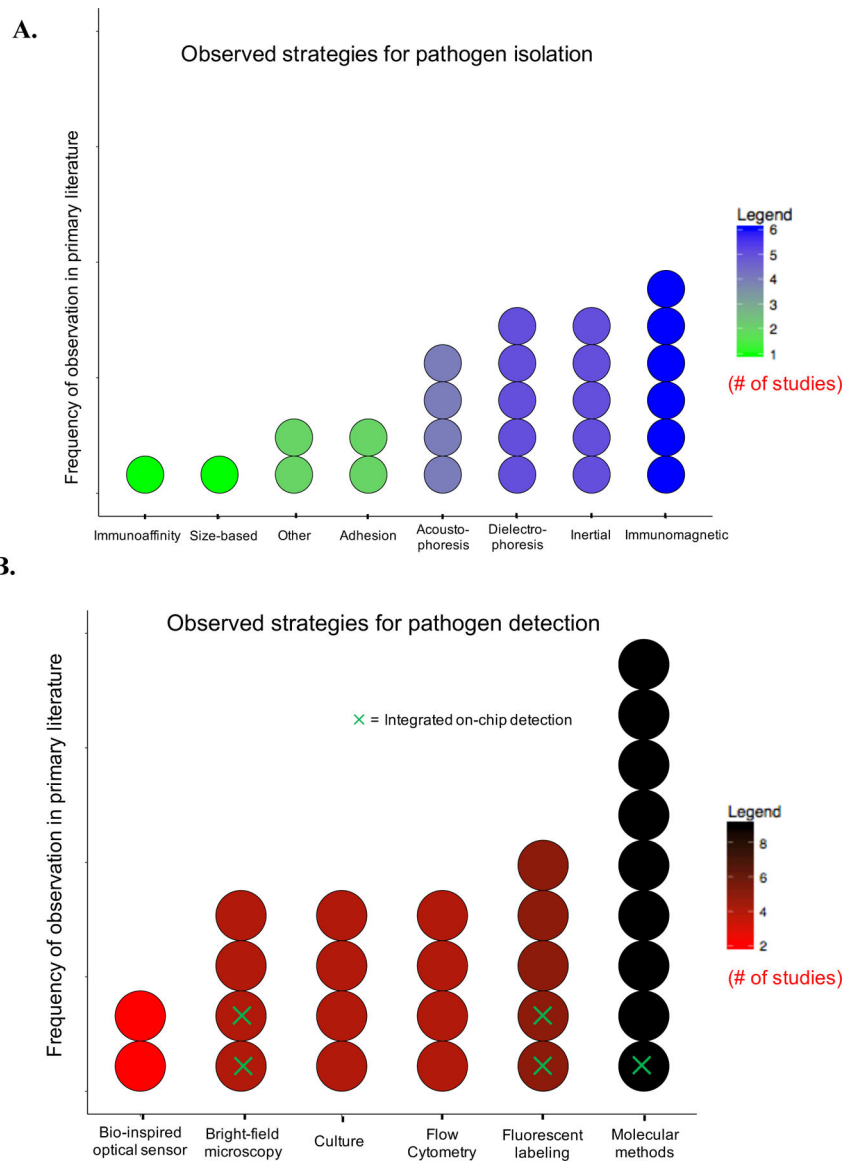 A.
Observed strategies for pathogen isolation
Frequency of observation in primary literature
Legend
6
5
4
3
2
1
(# of studies)
Immunoaffinity
Size-based
Other
Adhesion
Acousto-
phoresis
Dielectro-
phoresis
Inertial
Immunomagnetic
B.
Observed strategies for pathogen detection
Frequency of observation in primary literature
× = Integrated on-chip detection
Legend
8
6
4
2
(# of studies)
Bio-inspired
optical sensor
Bright-field
microscopy
Culture
Flow
Cytometry
Fluorescent
labeling
Molecular
methods